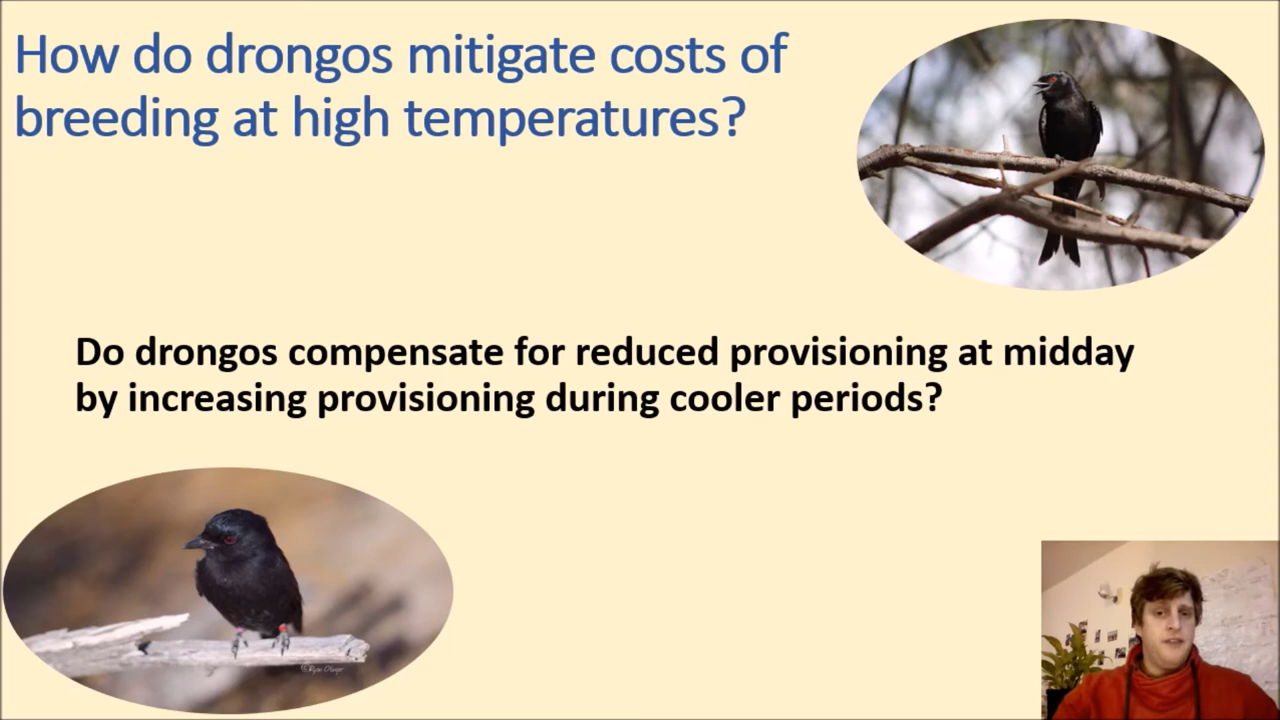 How do drongos mitigate costs of
breeding at high temperatures?
Do drongos compensate for reduced provisioning at midday
by increasing provisioning during cooler periods?